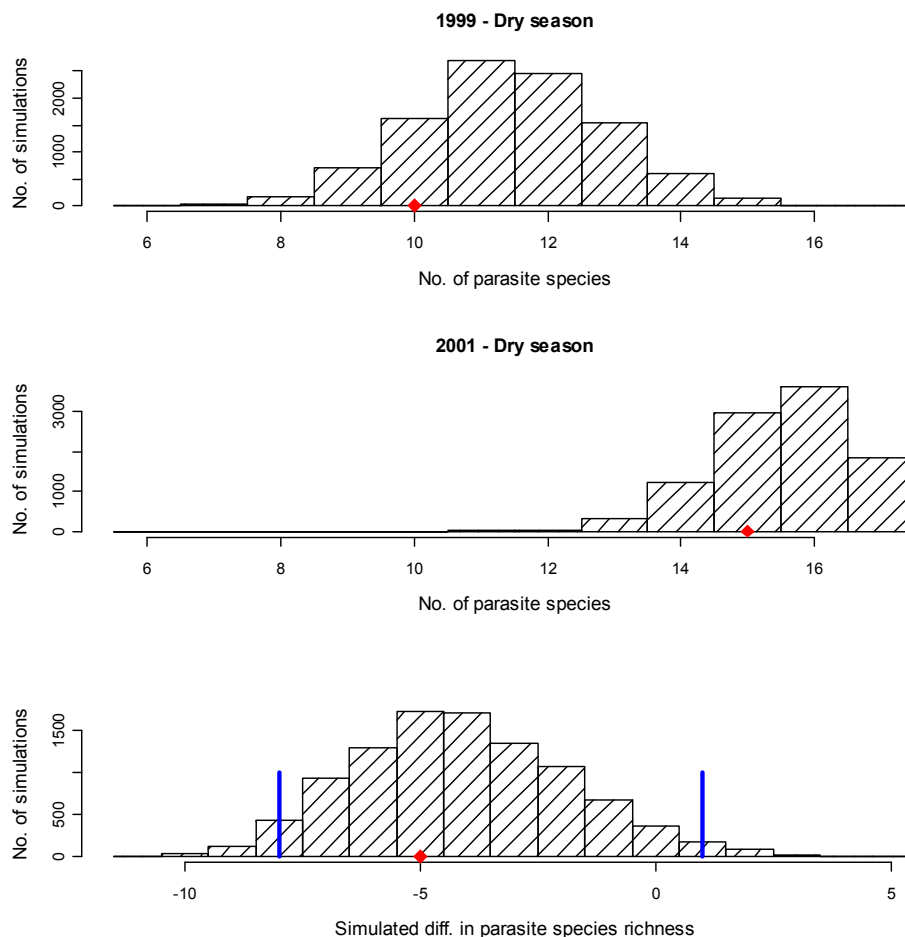 1999 - Dry season
No. of simulations
0 1000 2000
6 8 10 12 14 16
No. of parasite species
2001 - Dry season
No. of simulations
0 1000 3000
6 8 10 12 14 16
No. of parasite species
No. of simulations
0 500 1500
-10 -5 0 5
Simulated diff. in parasite species richness